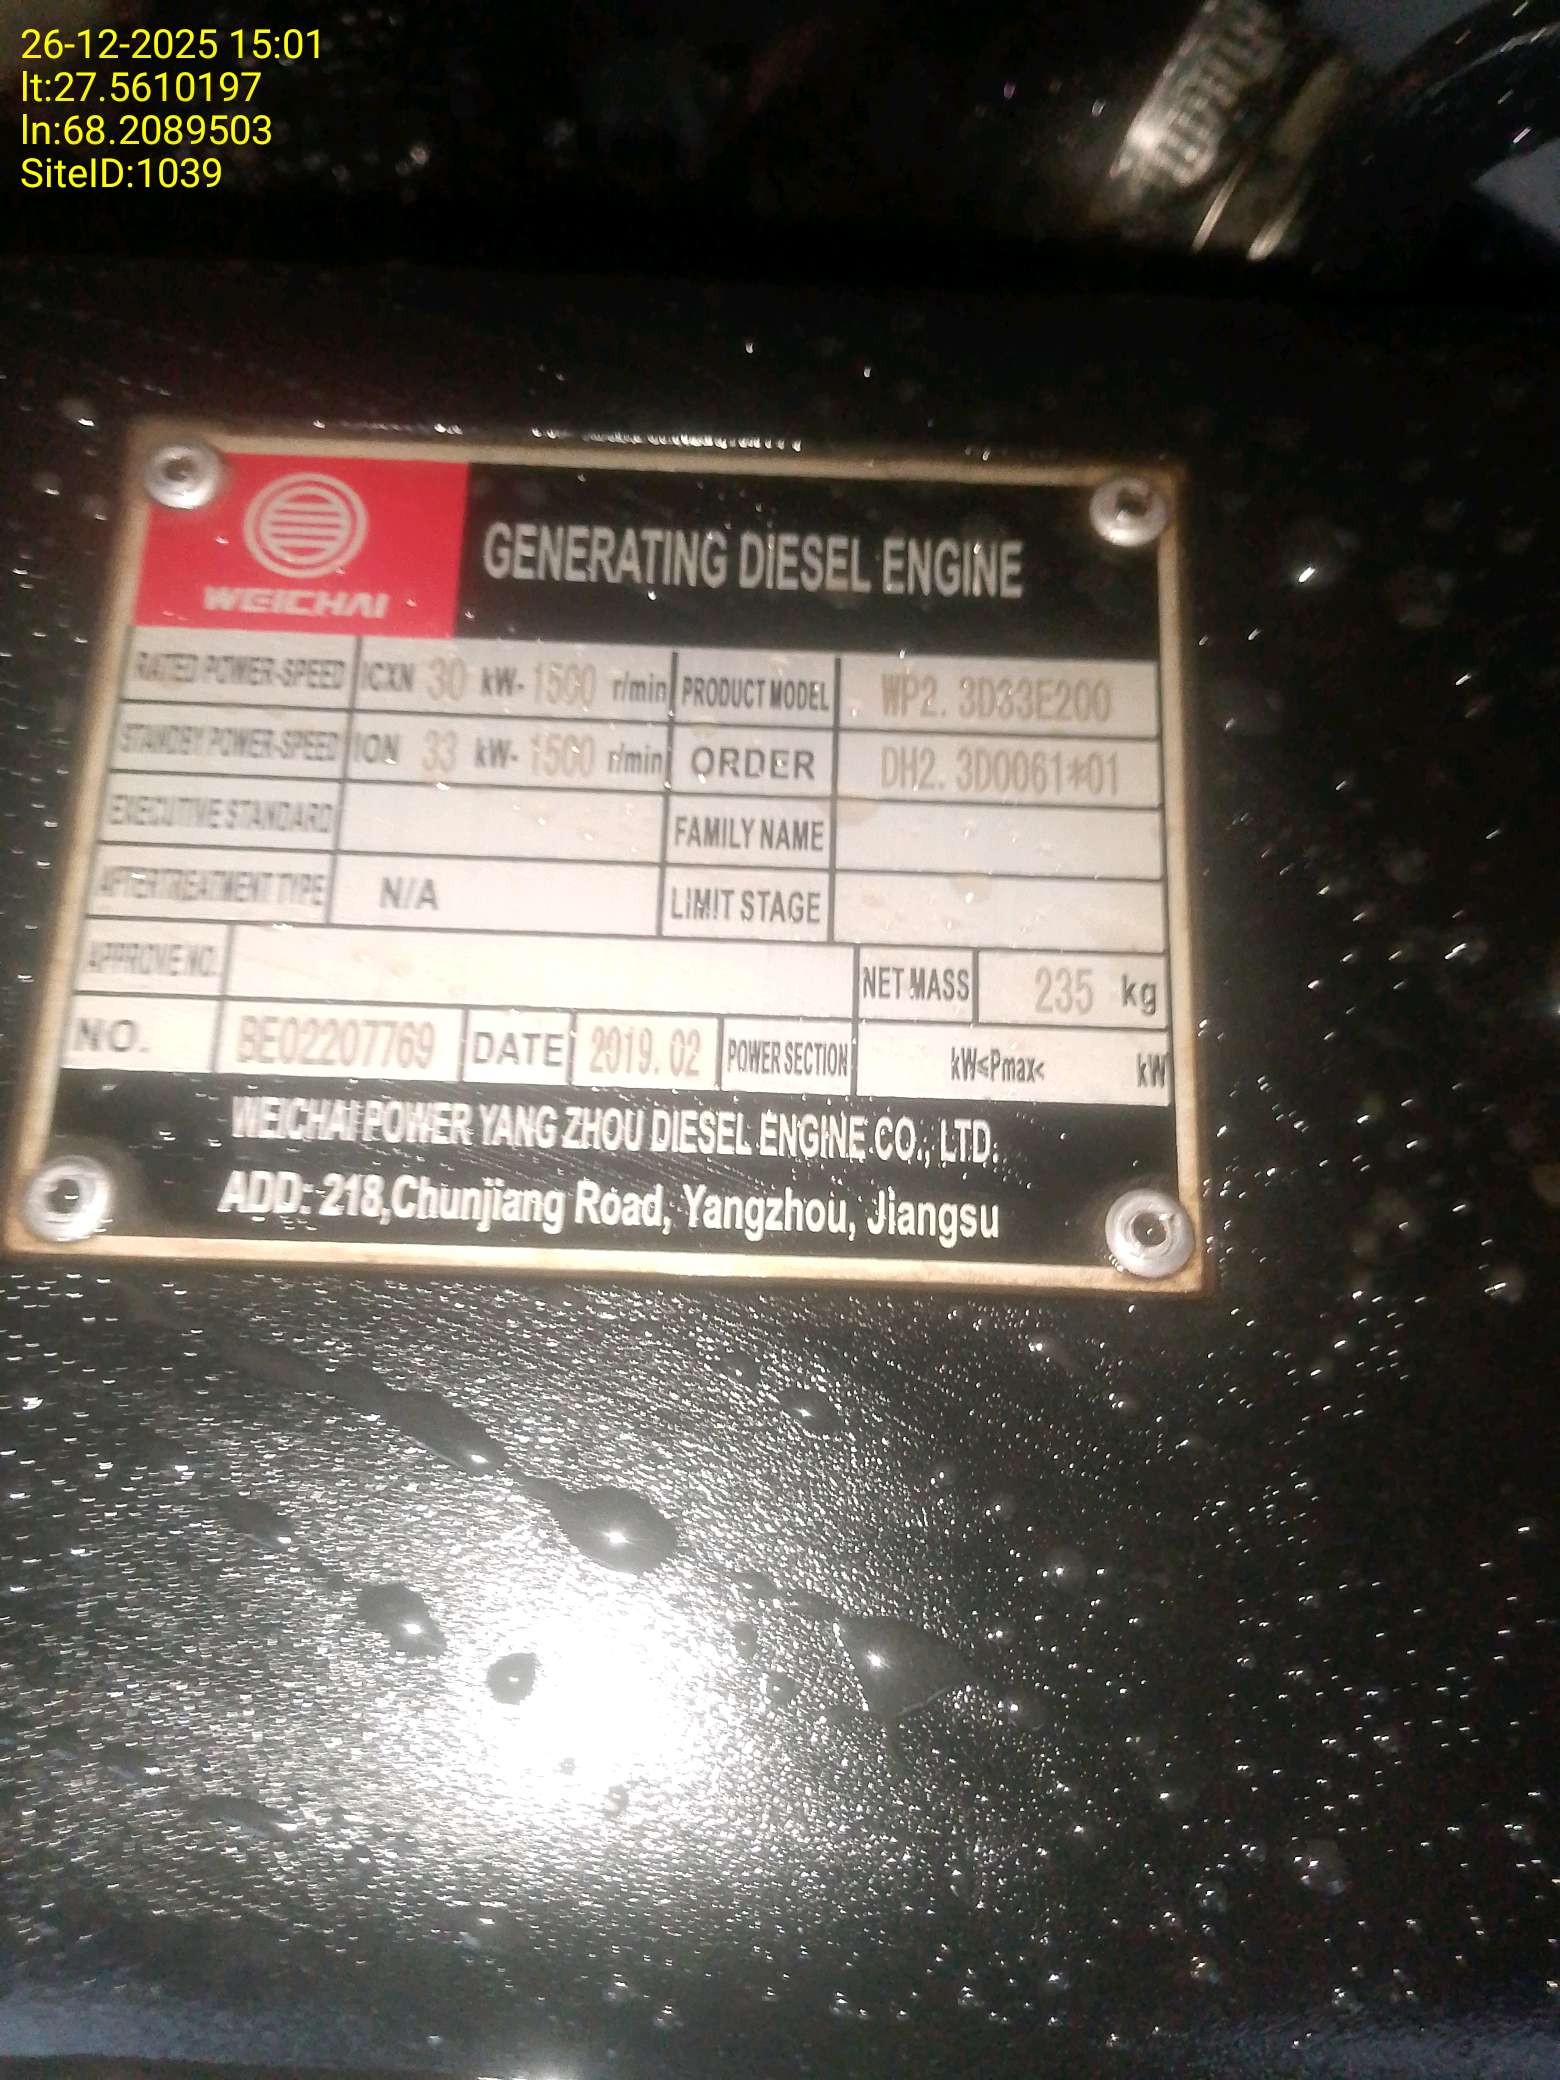 26-12-2025 15:01
lt:27.5610197
ln:68.2089503
SiteID:1039
WEICHAI
GENERATING DIESEL ENGINE
RATED POWER-SPEED ICXN 30 kW- 1500 r/min PRODUCT MODEL WP2. 3D33E200
STANDBY POWER-SPEED ION 33 kW- 1500 r/min ORDER DH2. 3D0061*01
EXECUTIVE STANDARD FAMILY NAME
AFTERTREATMENT TYPE N/A LIMIT STAGE
APPROVE NO. NET MASS 235 kg
NO. BE02207769 DATE 2019.02 POWER SECTION kW≤Pmax< kW
WEICHAI POWER YANG ZHOU DIESEL ENGINE CO., LTD.
ADD: 218,Chunjiang Road, Yangzhou, Jiangsu